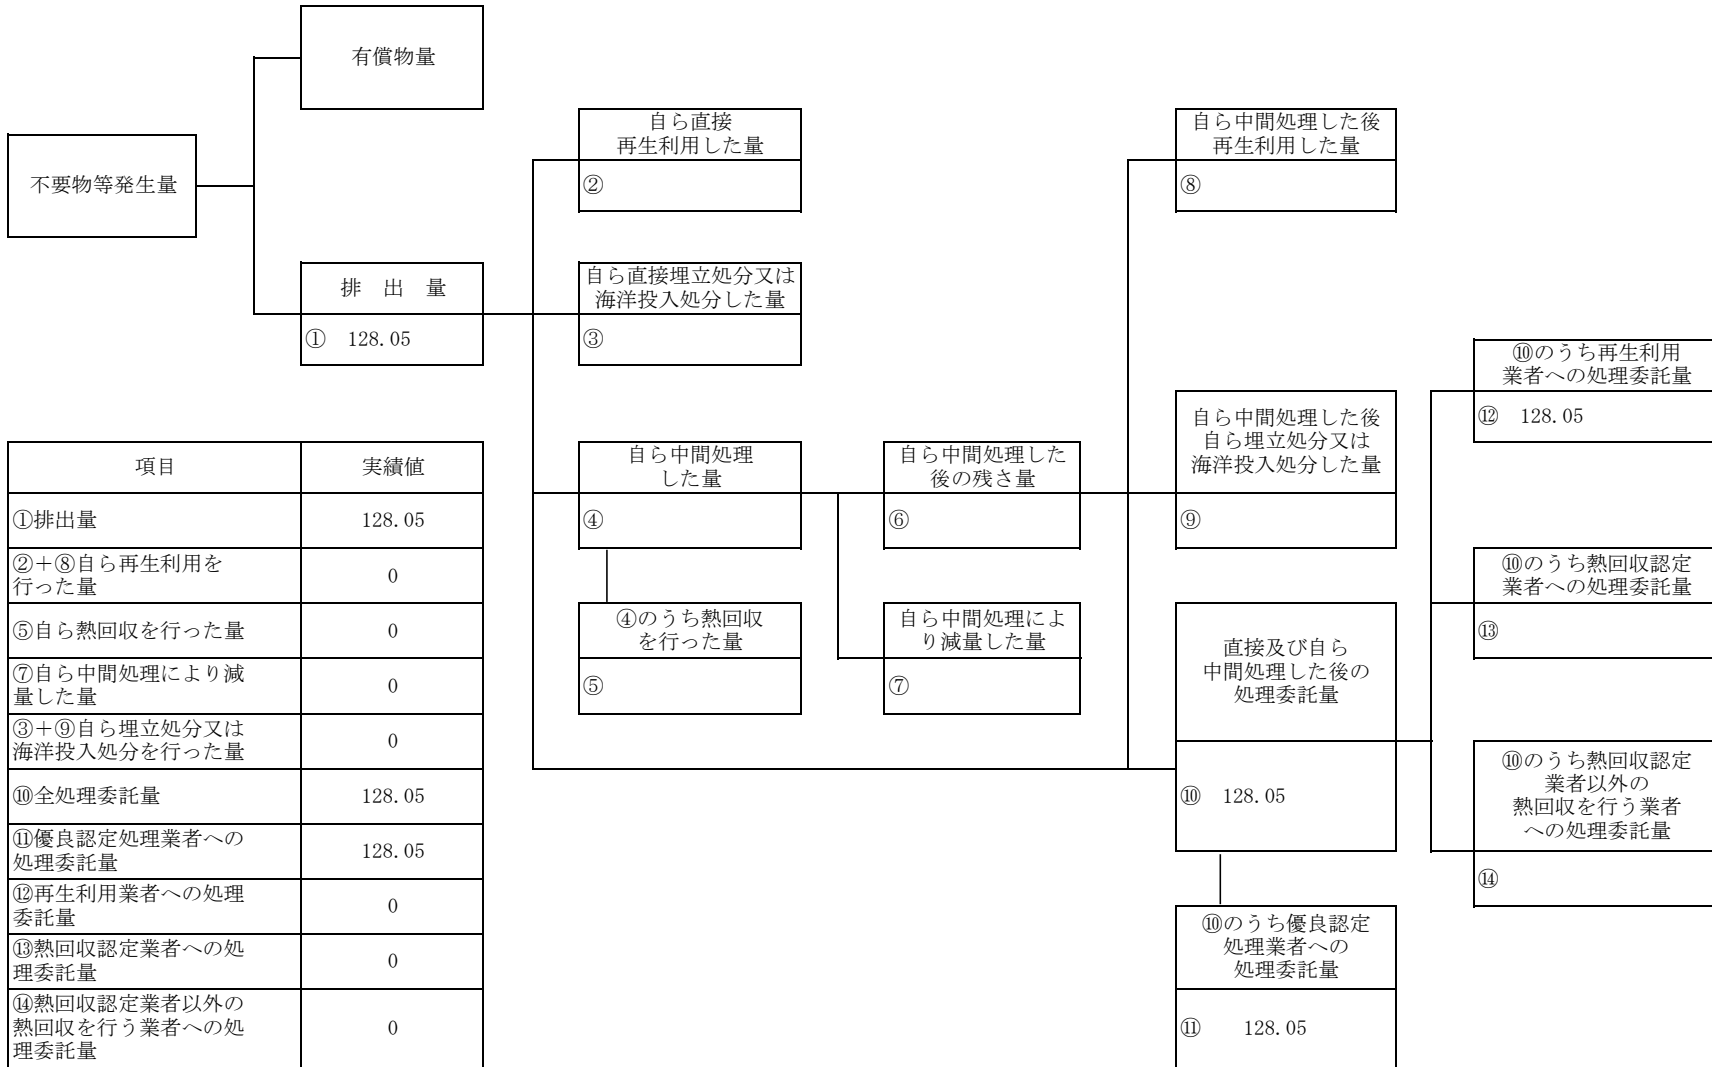 有償物量
不要物等発生量
排　出　量
① 128.05
自ら直接
再生利用した量
②
自ら直接埋立処分又は
海洋投入処分した量
③
自ら中間処理
した量
④
④のうち熱回収
を行った量
⑤
自ら中間処理した
後の残さ量
⑥
自ら中間処理によ
り減量した量
⑦
自ら中間処理した後
再生利用した量
⑧
自ら中間処理した後
自ら埋立処分又は
海洋投入処分した量
⑨
直接及び自ら
中間処理した後の
処理委託量
⑩ 128.05
⑩のうち優良認定
処理業者への
処理委託量
⑪ 128.05
⑩のうち再生利用
業者への処理委託量
⑫ 128.05
⑩のうち熱回収認定
業者への処理委託量
⑬
⑩のうち熱回収認定
業者以外の
熱回収を行う業者
への処理委託量
⑭
項目 実績値
①排出量 128.05
②＋⑧自ら再生利用を
行った量 0
⑤自ら熱回収を行った量 0
⑦自ら中間処理により減
量した量 0
③＋⑨自ら埋立処分又は
海洋投入処分を行った量 0
⑩全処理委託量 128.05
⑪優良認定処理業者への
処理委託量 128.05
⑫再生利用業者への処理
委託量 0
⑬熱回収認定業者への処
理委託量 0
⑭熱回収認定業者以外の
熱回収を行う業者への処
理委託量 0